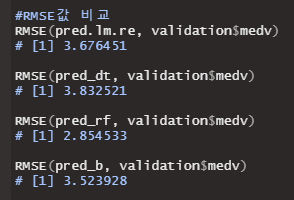 #RMSE값 비교
RMSE(pred.lm.re, validation$medv)
# [1] 3.676451
RMSE(pred_dt, validation$medv)
# [1] 3.832521
RMSE(pred_rf, validation$medv)
# [1] 2.854533
RMSE(pred_b, validation$medv)
# [1] 3.523928